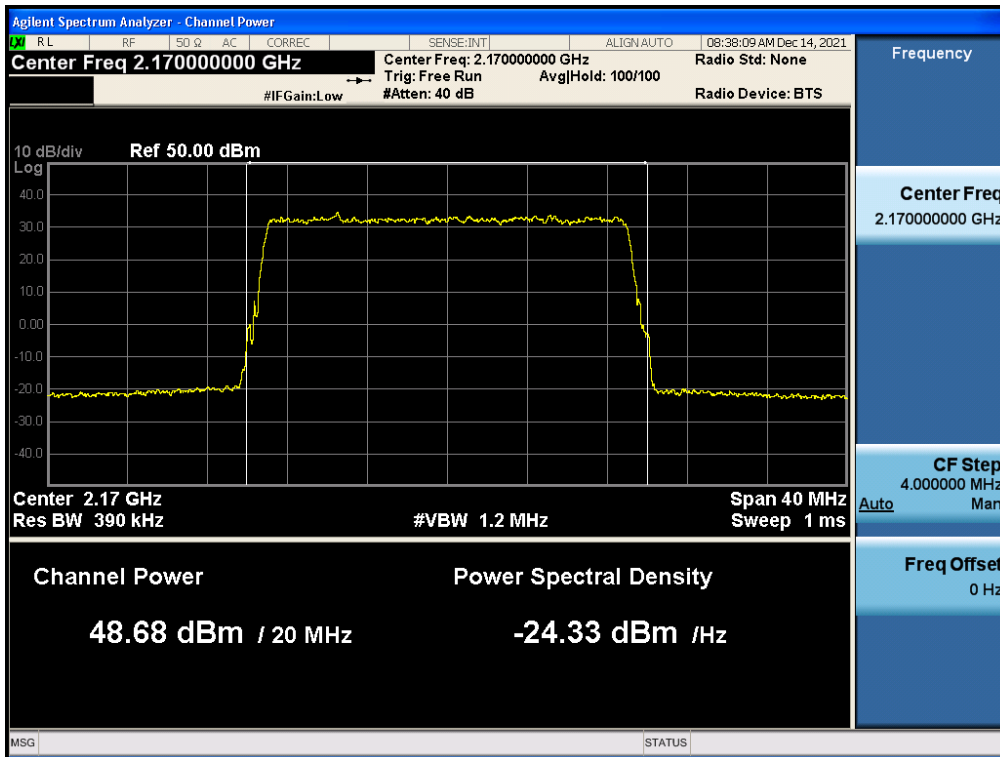 Agilent Spectrum Analyzer - Channel Power
LXI RL RF 50 Ω AC CORREC SENSE:INT ALIGN AUTO 08:38:09 AM Dec 14, 2021
Center Freq 2.170000000 GHz
Center Freq: 2.170000000 GHz
Radio Std: None
Trig: Free Run Avg|Hold: 100/100
#IFGain:Low
#Atten: 40 dB
Radio Device: BTS
10 dB/div
Ref 50.00 dBm
Log
40.0
30.0
20.0
10.0
0.00
-10.0
-20.0
-30.0
-40.0
Center 2.17 GHz
Span 40 MHz
Res BW 390 kHz
#VBW 1.2 MHz
Sweep 1 ms
Channel Power
Power Spectral Density
48.68 dBm / 20 MHz
-24.33 dBm /Hz
MSG
STATUS
Frequency
Center Freq
2.170000000 GHz
CF Step
4.000000 MHz
Auto Man
Freq Offset
0 Hz